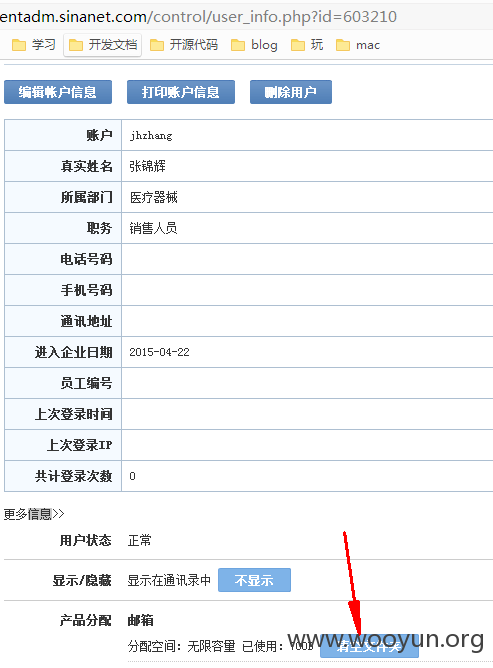 entadm.sinanet.com/control/user_info.php?id=603210
学习 开发文档 开源代码 blog 玩 mac
编辑帐户信息 打印账户信息 删除用户
账户 jhzhang
真实姓名 张锦辉
所属部门 医疗器械
职务 销售人员
电话号码
手机号码
通讯地址
进入企业日期 2015-04-22
员工编号
上次登录时间
上次登录IP
共计登录次数 0
更多信息>>
用户状态 正常
显示/隐藏 显示在通讯录中 不显示
产品分配 邮箱
分配空间：无限容量 已使用：
www.wooyun.org